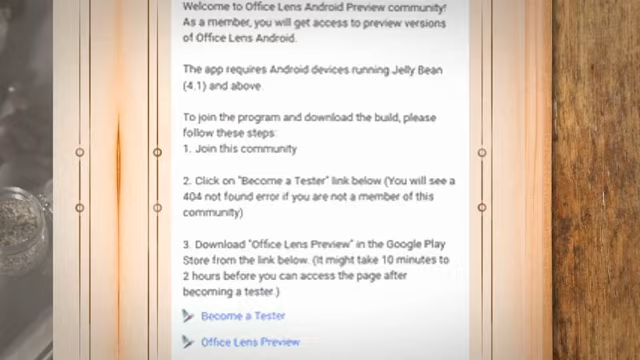 Welcome to Office Lens Android Preview community!
As a member, you will get access to preview versions
of Office Lens Android.
The app requires Android devices running Jelly Bean
(4.1) and above.
To join the program and download the build, please
follow these steps:
1. Join this community
2. Click on "Become a Tester" link below (You will see a
404 not found error if you are not a member of this
community)
3. Download "Office Lens Preview" in the Google Play
Store from the link below. (It might take 10 minutes to
2 hours before you can access the page after
becoming a tester.)
Become a Tester
Office Lens Preview